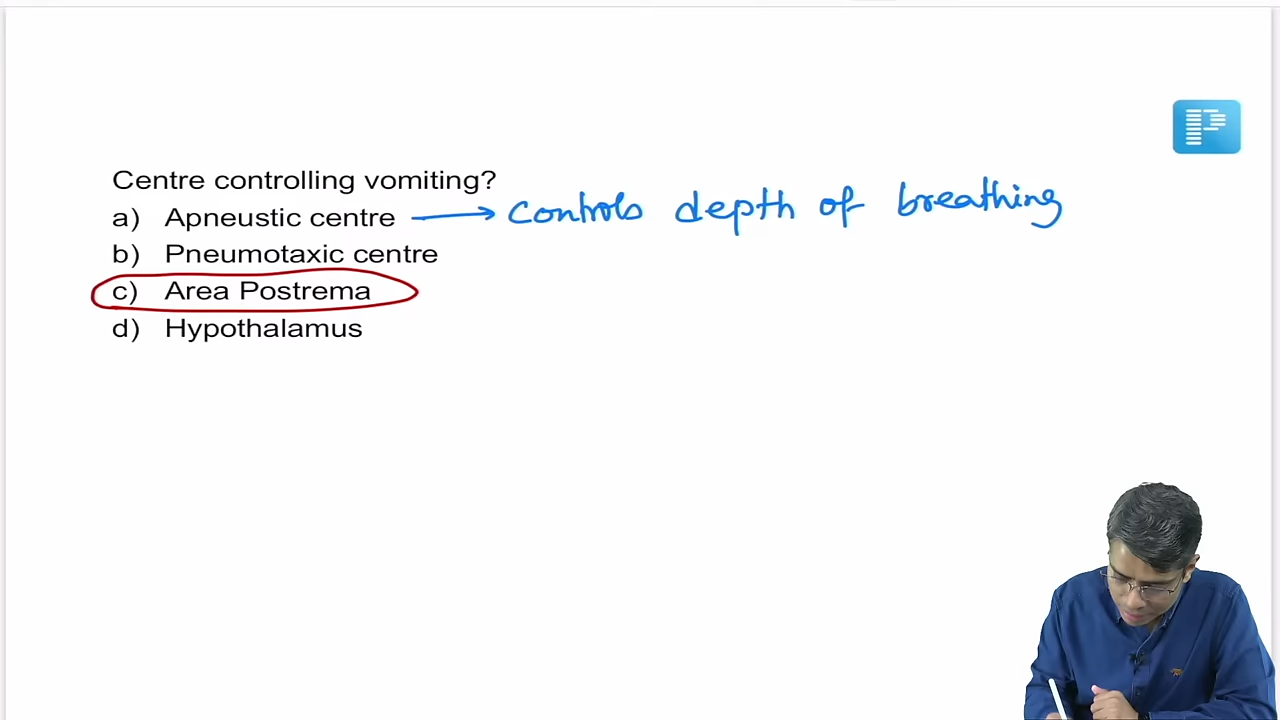 Centre controlling vomiting?
a) Apneustic centre → controls depth of breathing
b) Pneumotaxic centre
c) Area Postrema
d) Hypothalamus